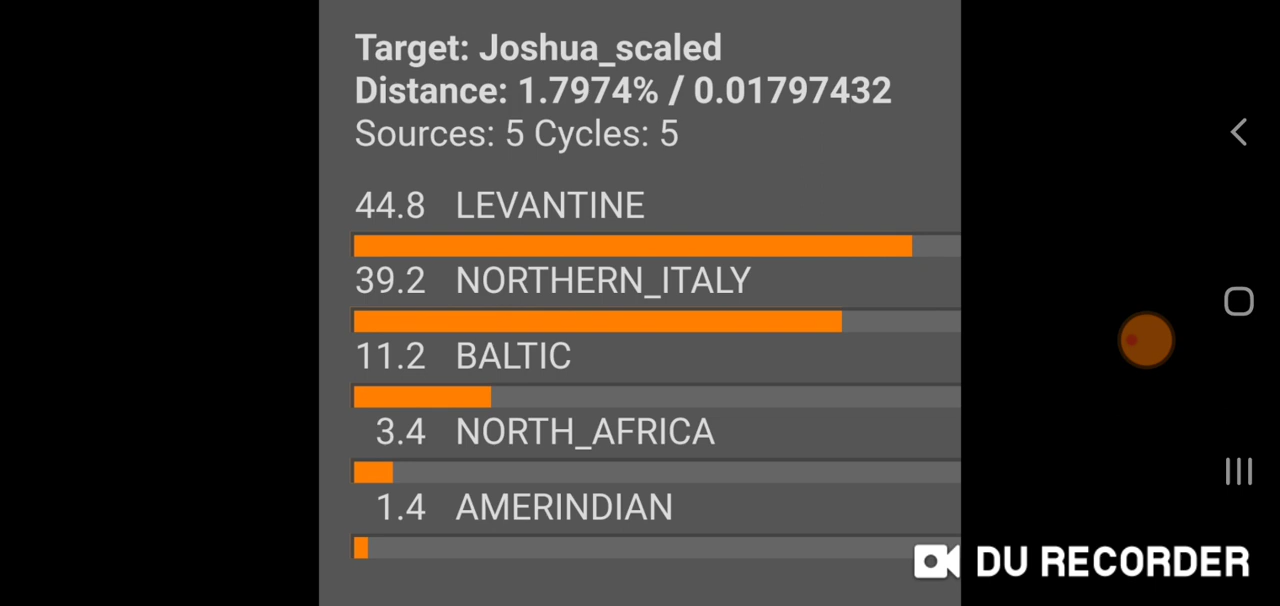 Target: Joshua_scaled
Distance: 1.7974% / 0.01797432
Sources: 5 Cycles: 5
44.8 LEVANTINE
39.2 NORTHERN_ITALY
11.2 BALTIC
3.4 NORTH_AFRICA
1.4 AMERINDIAN
DU RECORDER